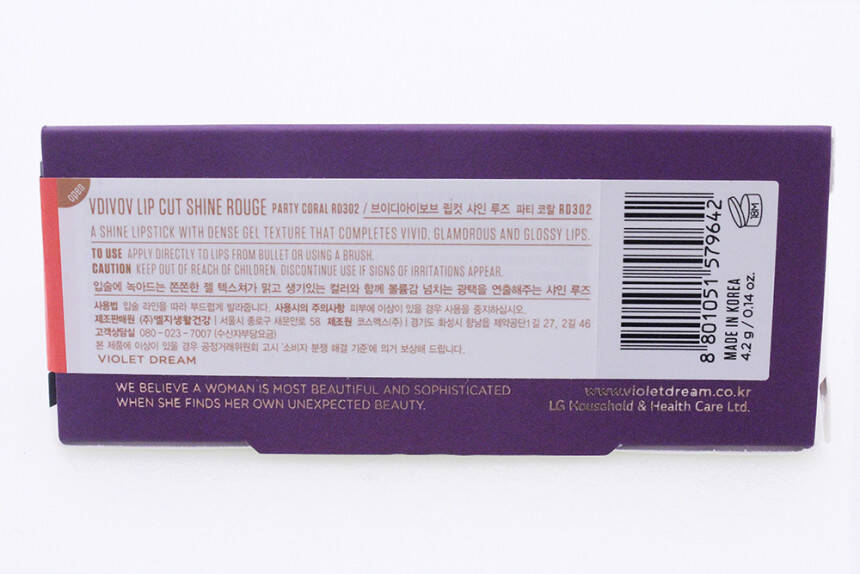 open
VDIVOV LIP CUT SHINE ROUGE PARTY CORAL RD302 / 브이디아이보브 립컷 샤인 루즈 파티 코랄 RD302
A SHINE LIPSTICK WITH DENSE GEL TEXTURE THAT COMPLETES VIVID, GLAMOROUS AND GLOSSY LIPS.
TO USE APPLY DIRECTLY TO LIPS FROM BULLET OR USING A BRUSH.
CAUTION KEEP OUT OF REACH OF CHILDREN. DISCONTINUE USE IF SIGNS OF IRRITATIONS APPEAR.
입술에 녹아드는 쫀쫀한 젤 텍스쳐가 맑고 생기있는 컬러와 함께 볼륨감 넘치는 광택을 연출해주는 샤인 루즈
사용법 입술 라인을 따라 부드럽게 발라줍니다. 사용시의 주의사항 피부에 이상이 있을 경우 사용을 중지하십시오.
제조판매원 (주)엘지생활건강 | 서울시 종로구 새문안로 58 제조원 코스맥스(주) | 경기도 화성시 향남읍 제약공단1길 27, 2길 46
고객상담실 080-023-7007 (수신자부담요금)
본 제품에 이상이 있을 경우 공정거래위원회 고시 '소비자 분쟁 해결 기준'에 의거 보상해 드립니다.
VIOLET DREAM
8 801051 579642
18M
MADE IN KOREA
4.2 g / 0.14 oz.
WE BELIEVE A WOMAN IS MOST BEAUTIFUL AND SOPHISTICATED
WHEN SHE FINDS HER OWN UNEXPECTED BEAUTY.
www.violetdream.co.kr
LG Household & Health Care Ltd.